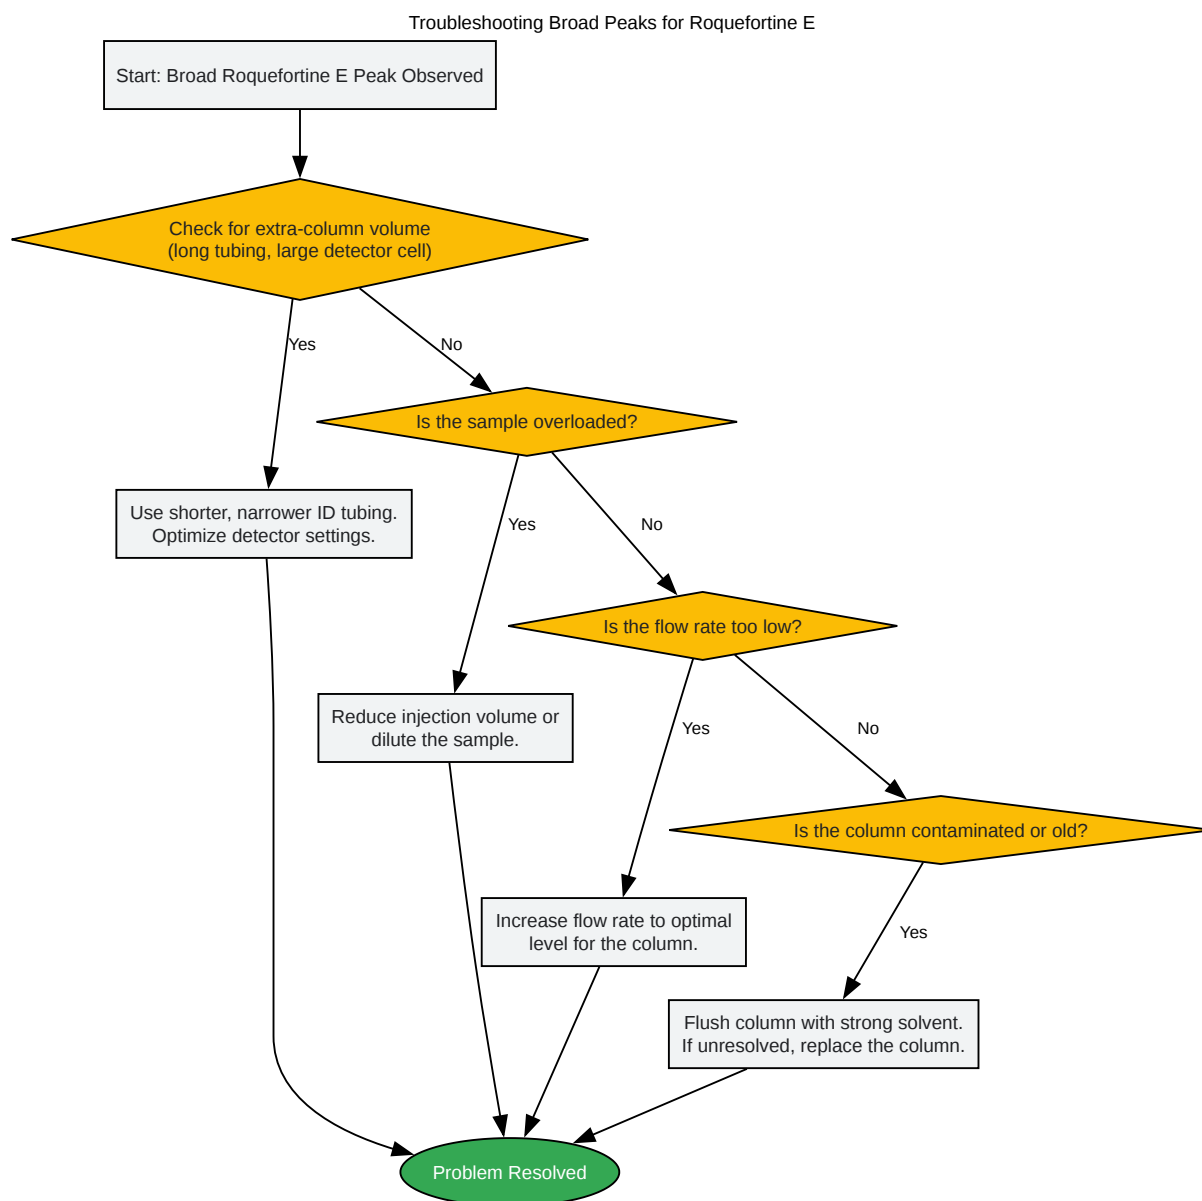 Troubleshooting Broad Peaks for Roquefortine E
Start: Broad Roquefortine E Peak Observed
Check for extra-column volume
(long tubing, large detector cell)
Yes
No
Is the sample overloaded?
Use shorter, narrower ID tubing.
Optimize detector settings.
Yes
No
Is the flow rate too low?
Reduce injection volume or
dilute the sample.
Yes
No
Is the column contaminated or old?
Increase flow rate to optimal
level for the column.
Yes
Flush column with strong solvent.
If unresolved, replace the column.
Problem Resolved